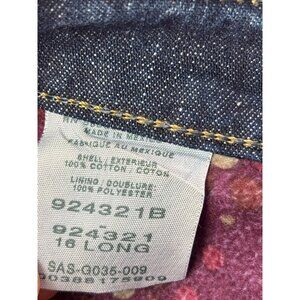 MADE IN MEXICO
FABRIQUÉ AU MEXIQUE
SHELL / EXTERIEUR
100% COTTON / COTON
LINING / DOUBLURE
100% POLYESTER
924321B
-
924321
16 LONG
SAS-G036-009